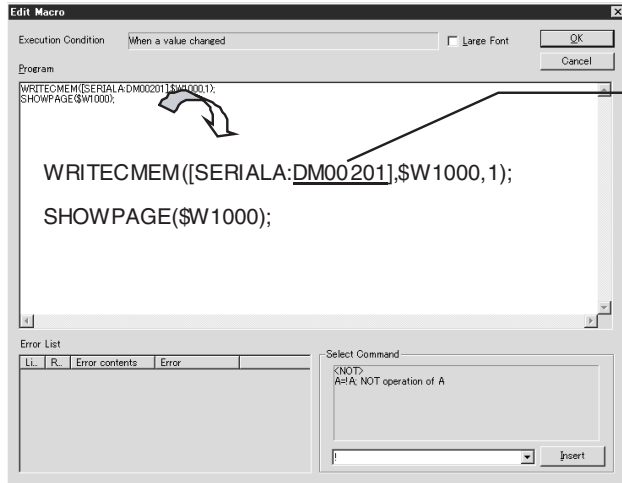 Edit Macro
Execution Condition When a value changed Large Font OK
Cancel
Program
WRITECMEM([SERIALA:DM00201],$W1000,1);
SHOWPAGE($W1000);
WRITECMEM([SERIALA:DM00201],$W1000,1);
SHOWPAGE($W1000);
Error List
Li... R... Error contents Error
Select Command
<NOT>
A=!A; NOT operation of A
!
Insert